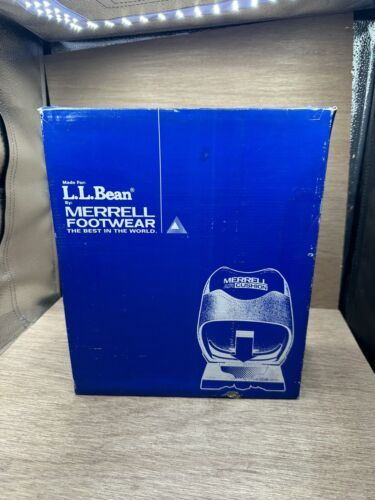 Made For:
L.L.Bean®
By:
MERRELL
FOOTWEAR
THE BEST IN THE WORLD.
MERRELL
AIR CUSHION